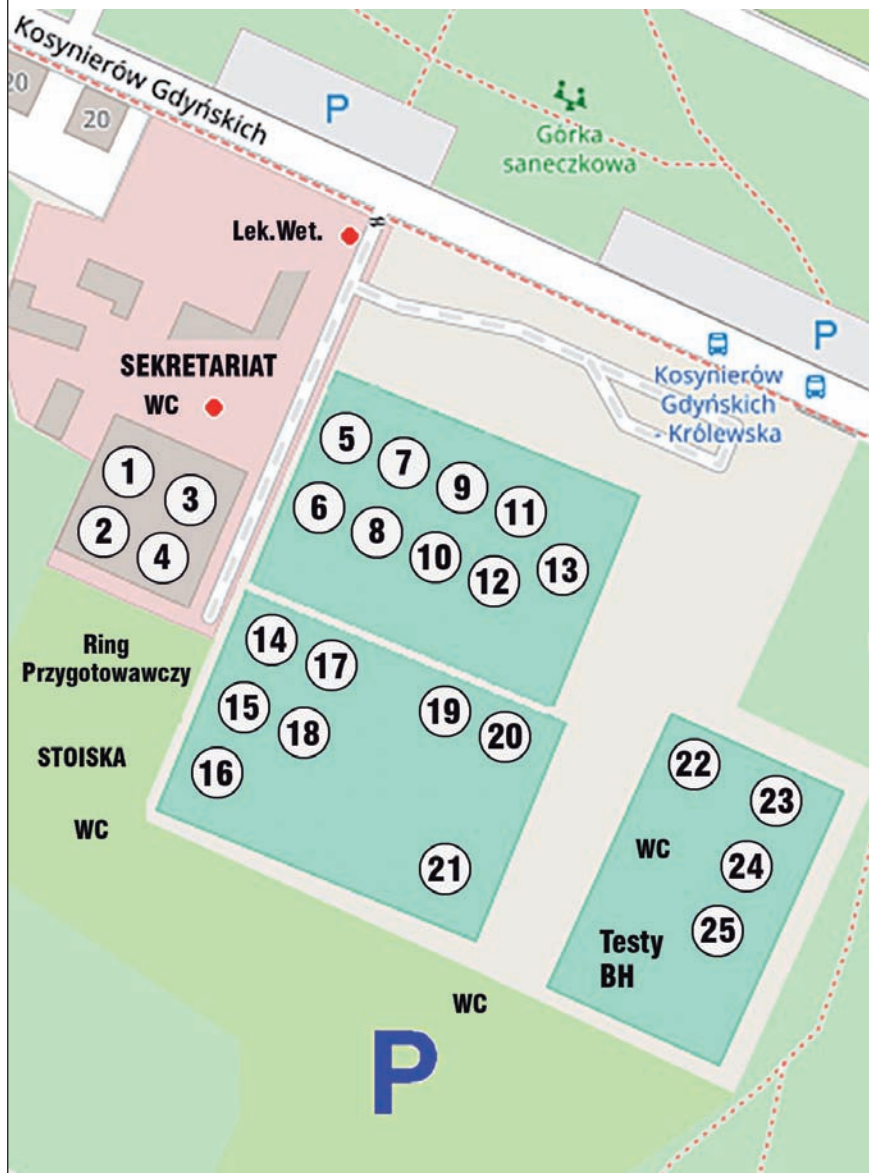 Kosynierów Gdyńskich
20
20
P
Górka
saneczkowa
Lek.Wet.
P
SEKRETARIAT
WC
Kosynierów
Gdyńskich
- Królewska
1
3
2
4
5
7
9
11
6
8
10
12
13
Ring
Przygotowawczy
14
17
15
18
16
19
20
21
STOISKA
WC
22
23
WC
24
25
Testy
BH
WC
P